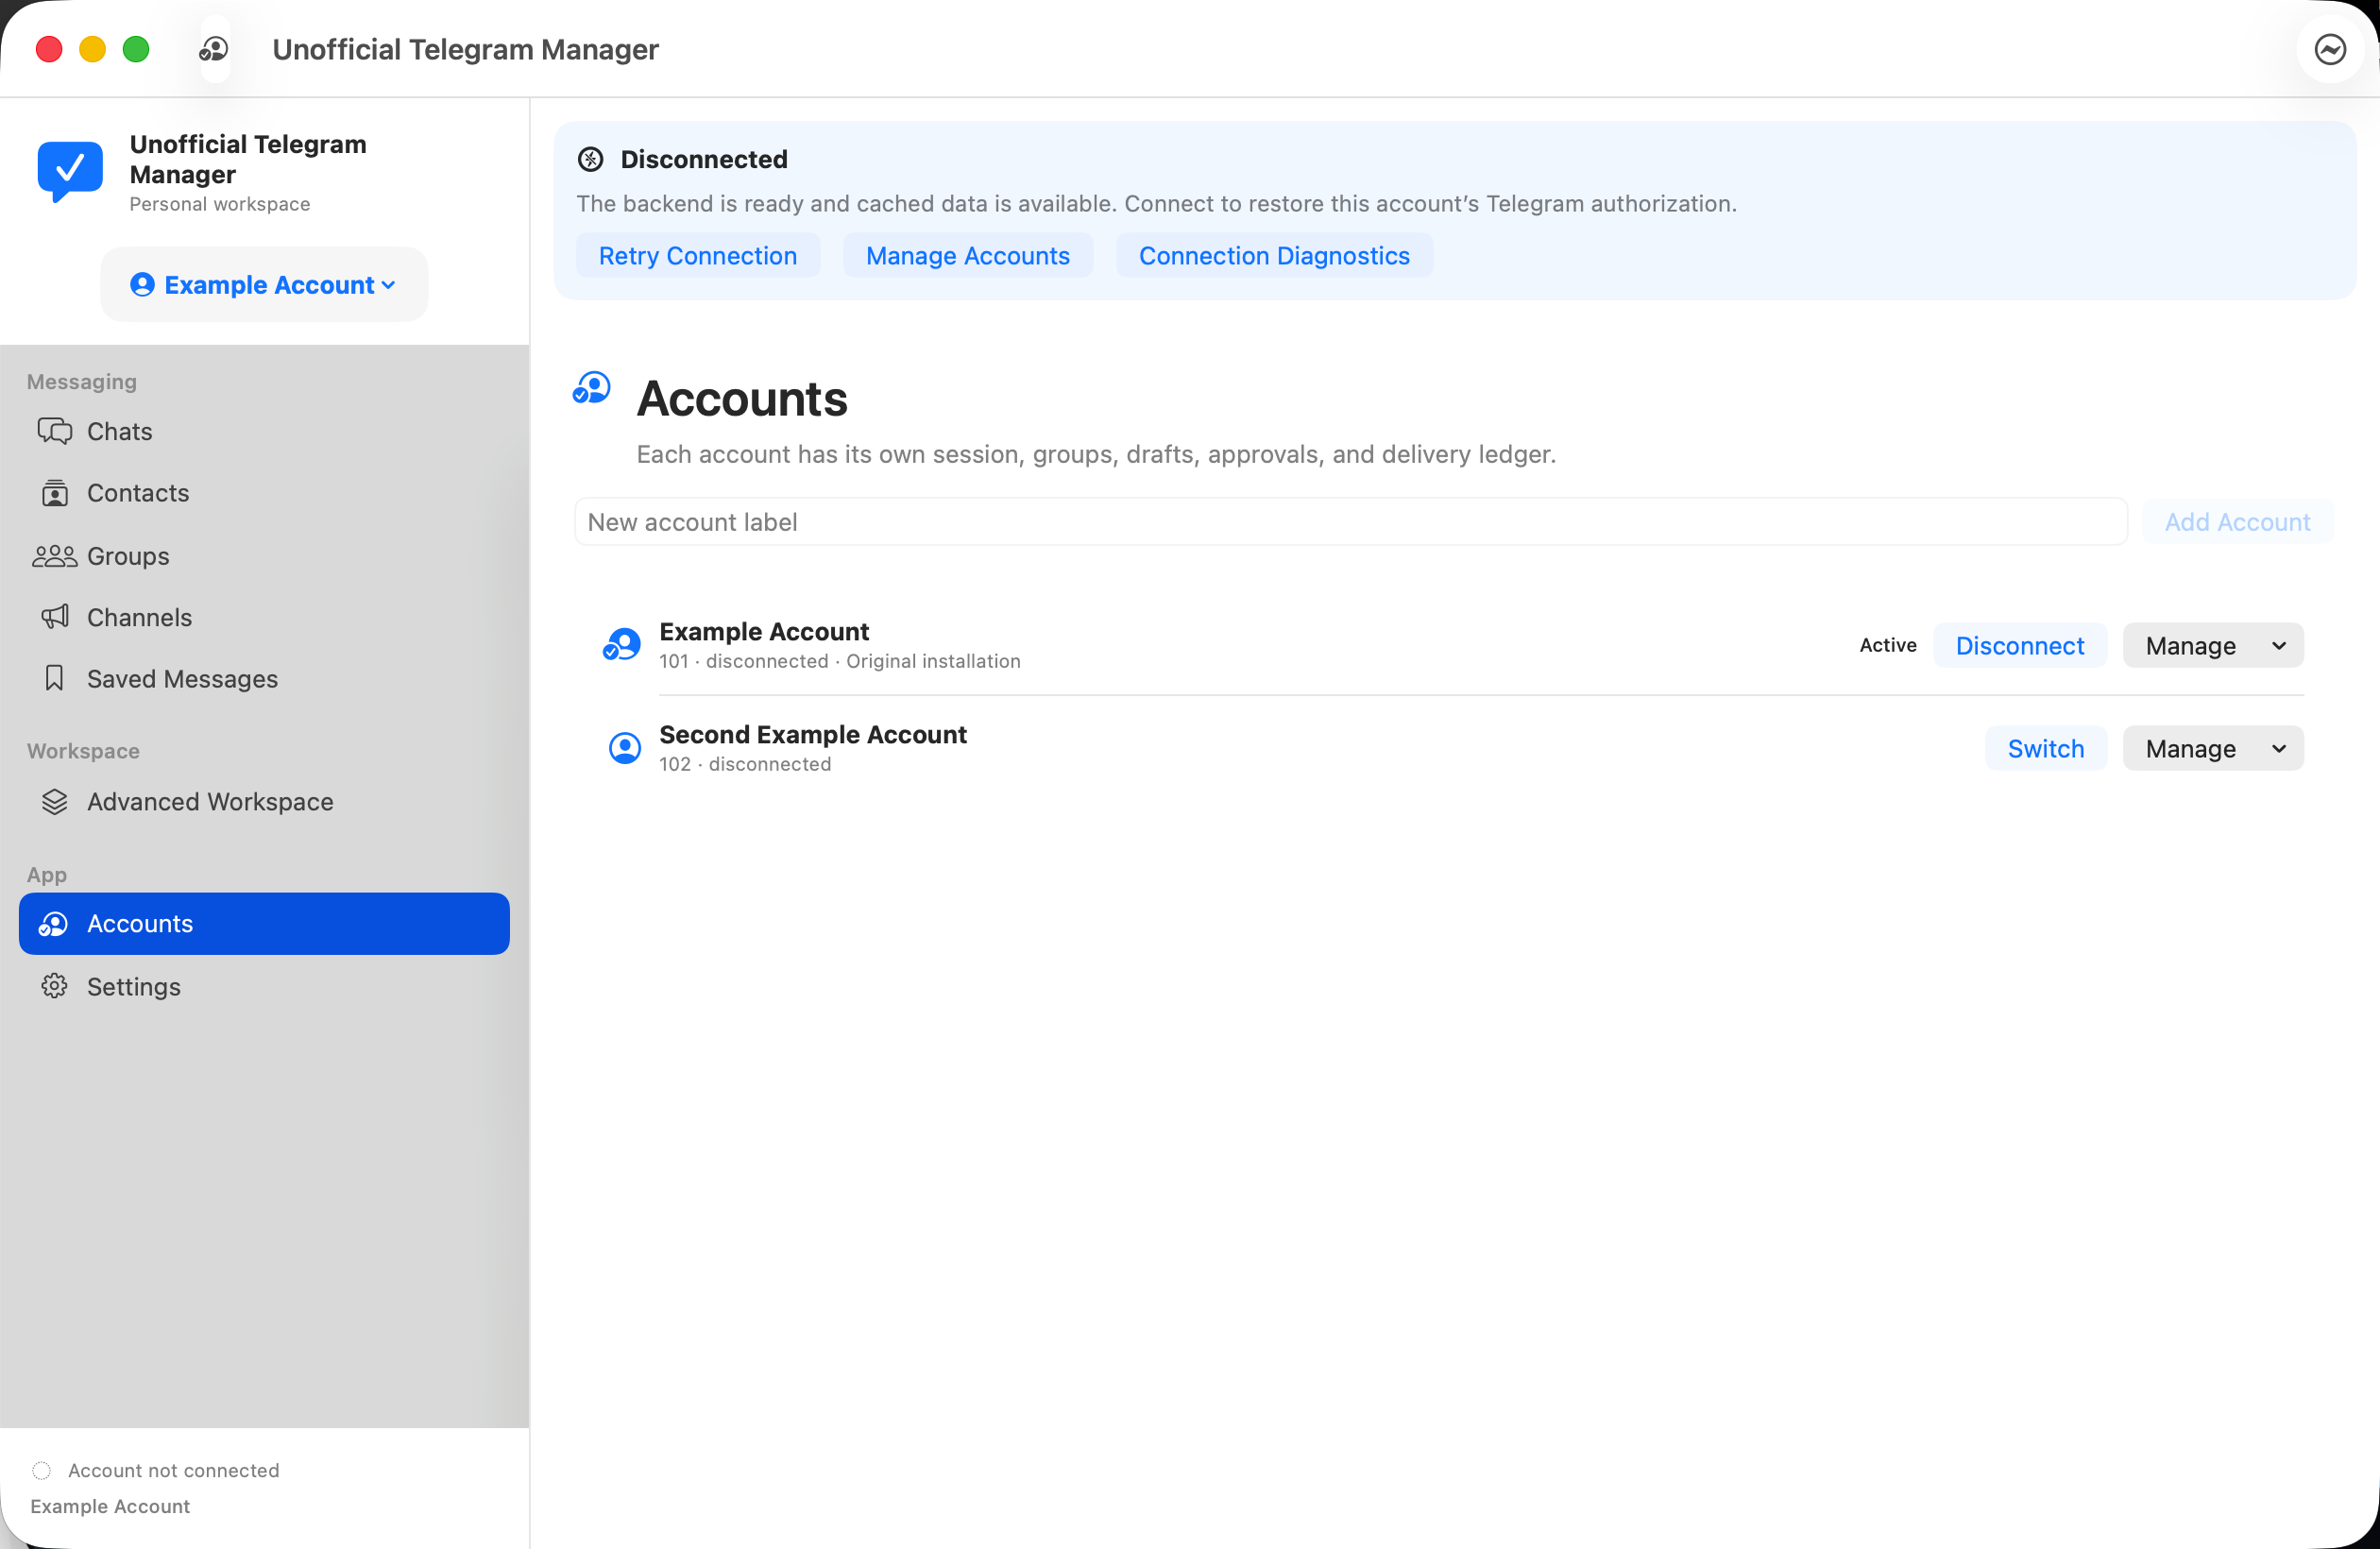 Unofficial Telegram Manager
Unofficial Telegram
Manager
Personal workspace
Example Account
Messaging
Chats
Contacts
Groups
Channels
Saved Messages
Workspace
Advanced Workspace
App
Accounts
Settings
Account not connected
Example Account
Disconnected
The backend is ready and cached data is available. Connect to restore this account’s Telegram authorization.
Retry Connection
Manage Accounts
Connection Diagnostics
Accounts
Each account has its own session, groups, drafts, approvals, and delivery ledger.
New account label
Add Account
Example Account
101 · disconnected · Original installation
Active
Disconnect
Manage
Second Example Account
102 · disconnected
Switch
Manage